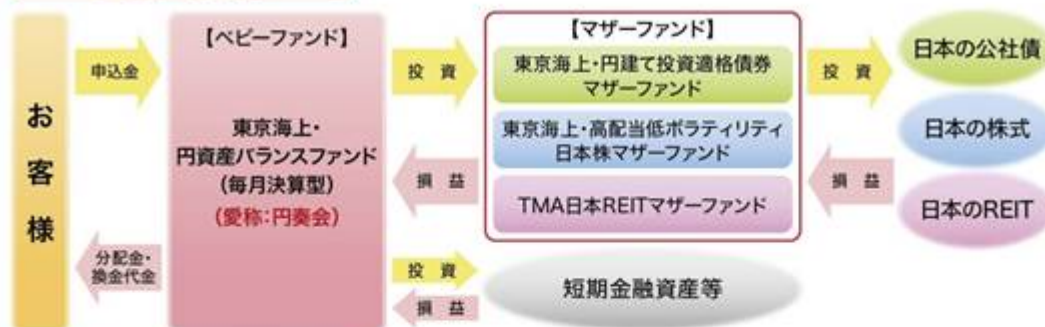 お客様
申込金
分配金・
換金代金
【ベビーファンド】
東京海上・
円資産バランスファンド
(毎月決算型)
(愛称:円奏会)
投 資
損 益
【マザーファンド】
東京海上・円建て投資適格債券
マザーファンド
東京海上・高配当低ボラティリティ
日本株マザーファンド
TMA日本REITマザーファンド
投 資
損 益
日本の公社債
日本の株式
日本のREIT
投 資
損 益
短期金融資産等